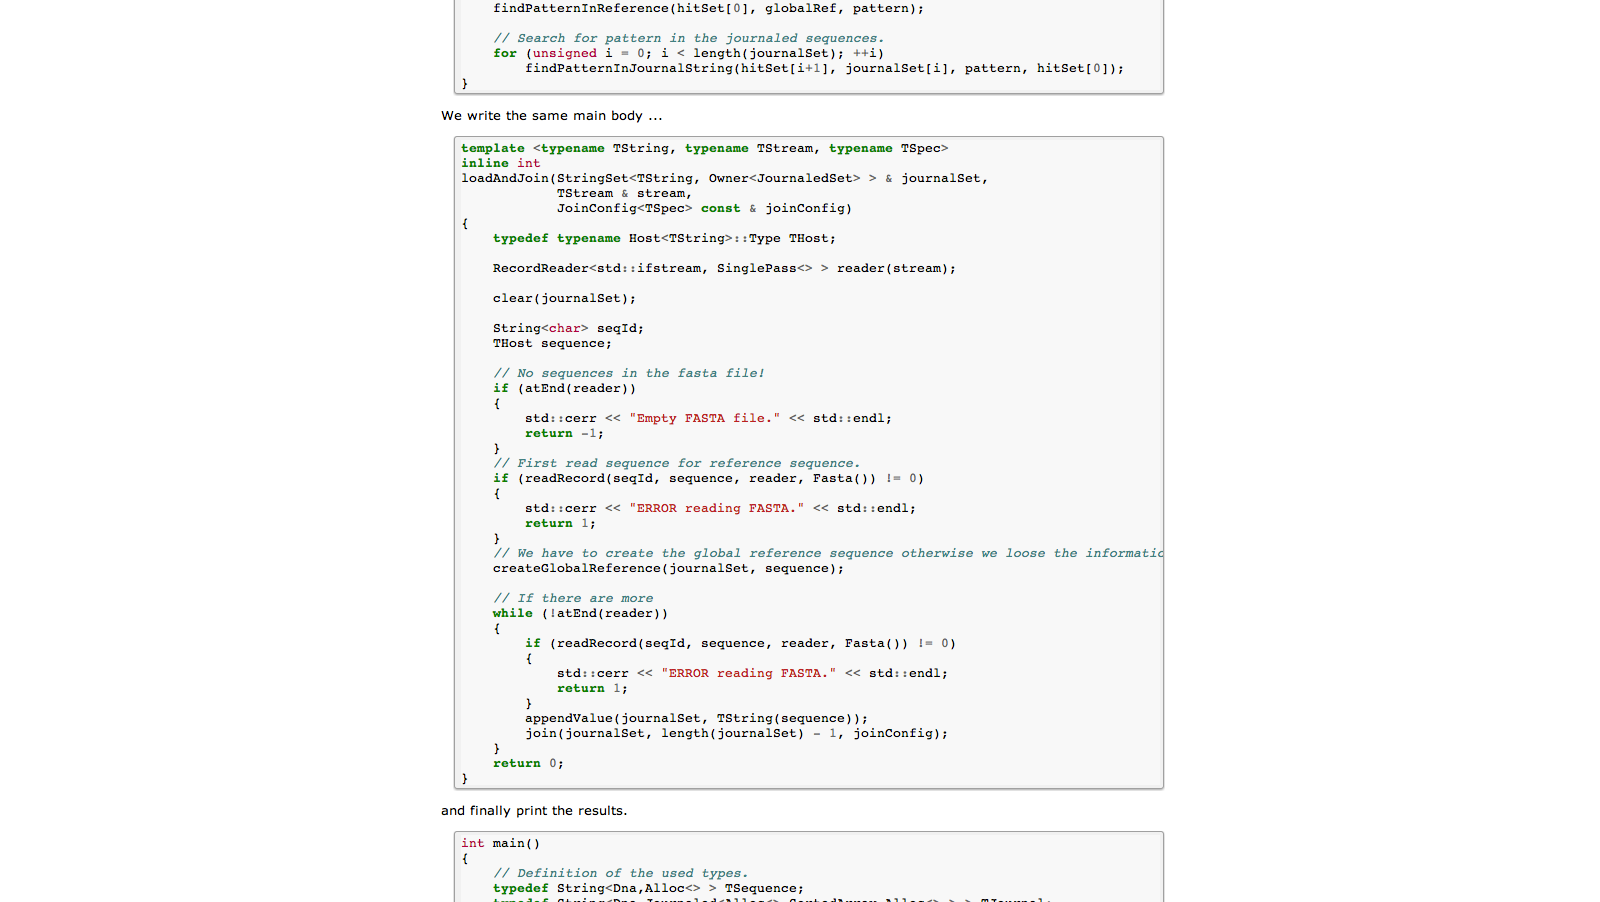 findPatternInReference(hitSet[0], globalRef, pattern);
// Search for pattern in the journaled sequences.
for (unsigned i = 0; i < length(journalSet); ++i)
findPatternInJournalString(hitSet[i+1], journalSet[i], pattern, hitSet[0]);
}
We write the same main body ...
template <typename TString, typename TStream, typename TSpec>
inline int
loadAndJoin(StringSet<TString, Owner<JournaledSet> > & journalSet,
TStream & stream,
JoinConfig<TSpec> const & joinConfig)
{
typedef typename Host<TString>::Type THost;
RecordReader<std::ifstream, SinglePass<> > reader(stream);
clear(journalSet);
String<char> seqId;
THost sequence;
// No sequences in the fasta file!
if (atEnd(reader))
{
std::cerr << "Empty FASTA file." << std::endl;
return -1;
}
// First read sequence for reference sequence.
if (readRecord(seqId, sequence, reader, Fasta()) != 0)
{
std::cerr << "ERROR reading FASTA." << std::endl;
return 1;
}
// We have to create the global reference sequence otherwise we loose the informatic
createGlobalReference(journalSet, sequence);
// If there are more
while (!atEnd(reader))
{
if (readRecord(seqId, sequence, reader, Fasta()) != 0)
{
std::cerr << "ERROR reading FASTA." << std::endl;
return 1;
}
appendValue(journalSet, TString(sequence));
join(journalSet, length(journalSet) - 1, joinConfig);
}
return 0;
}
and finally print the results.
int main()
{
// Definition of the used types.
typedef String<Dna,Alloc<> > TSequence;